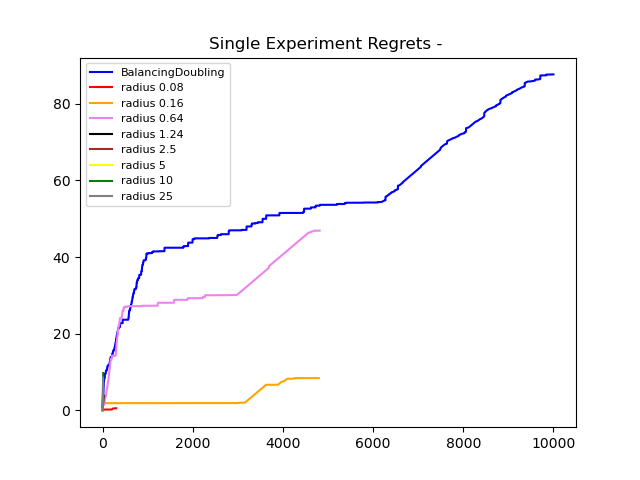 Single Experiment Regrets -
BalancingDoubling
radius 0.08
radius 0.16
radius 0.64
radius 1.24
radius 2.5
radius 5
radius 10
radius 25
80
60
40
20
0
0 2000 4000 6000 8000 10000